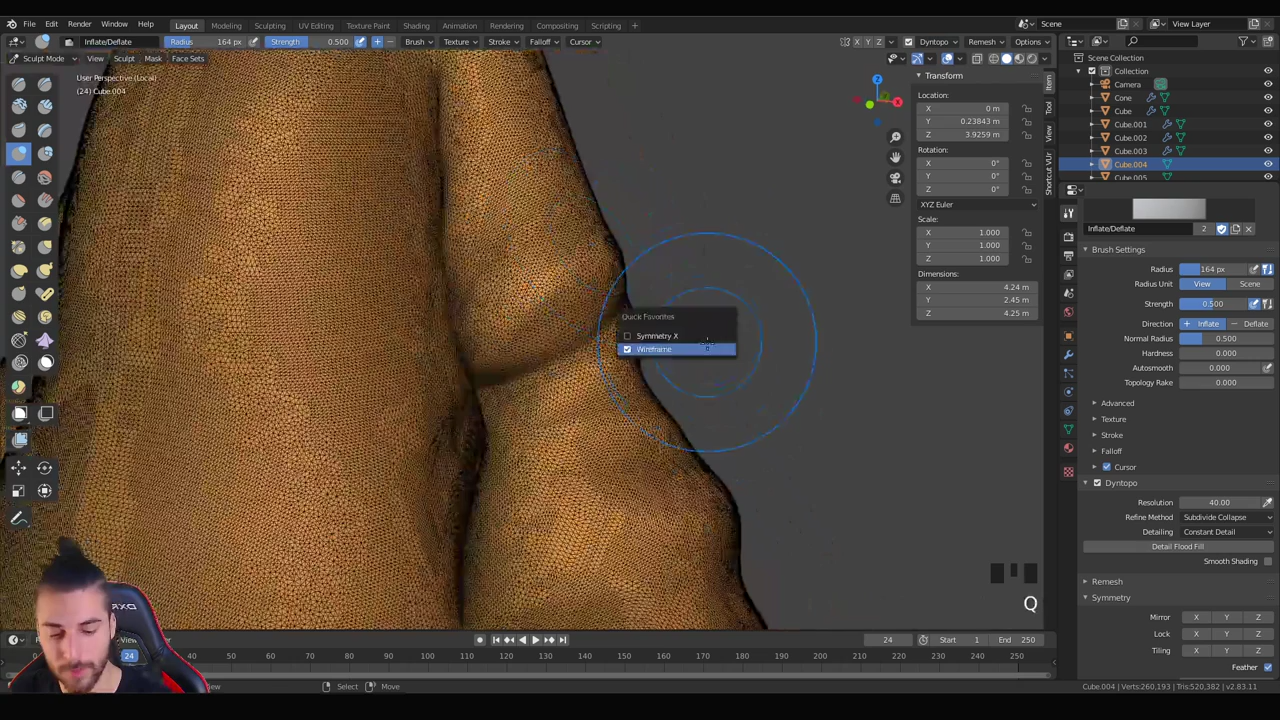 File Edit Render Window Help Layout Modeling Sculpting UV Editing Texture Paint Shading Animation Rendering Compositing Scripting + Scene View Layer
Inflate/Deflate Radius 164 px Strength 0.500 Brush Texture Stroke Falloff Cursor X Y Z Dyntopo Remesh Options
Sculpt Mode View Sculpt Mask Face Sets
User Perspective (Local)
(24) Cube.004
Z
X
Quick Favorites
Symmetry X
Wireframe
Q
Transform
Location:
X 0 m
Y 0.23843 m
Z 3.9259 m
Rotation:
X 0°
Y 0°
Z 0°
XYZ Euler
Scale:
X 1.000
Y 1.000
Z 1.000
Dimensions:
X 4.24 m
Y 2.45 m
Z 4.25 m
Item
Tool
View
Shortcut VUr
Scene Collection
Collection
Camera
Cone
Cube
Cube.001
Cube.002
Cube.003
Cube.004
Cube.005
Inflate/Deflate 2
Brush Settings
Radius 164 px
Radius Unit View Scene
Strength 0.500
Direction + Inflate − Deflate
Normal Radius 0.500
Hardness 0.000
Autosmooth 0.000
Topology Rake 0.000
Advanced
Texture
Stroke
Falloff
Cursor
Dyntopo
Resolution 40.00
Refine Method Subdivide Collapse
Detailing Constant Detail
Detail Flood Fill
Smooth Shading
Remesh
Symmetry
Mirror X Y Z
Lock X Y Z
Tiling X Y Z
Feather
24 Start 1 End 250
0 24 30 40 50 60 70 80 90 100 110 120 130 140 150 160 170 180 190 200 210 220 230 240 250
Select Move
Cube.004 | Verts:260,193 | Tris:520,382 | v2.83.11